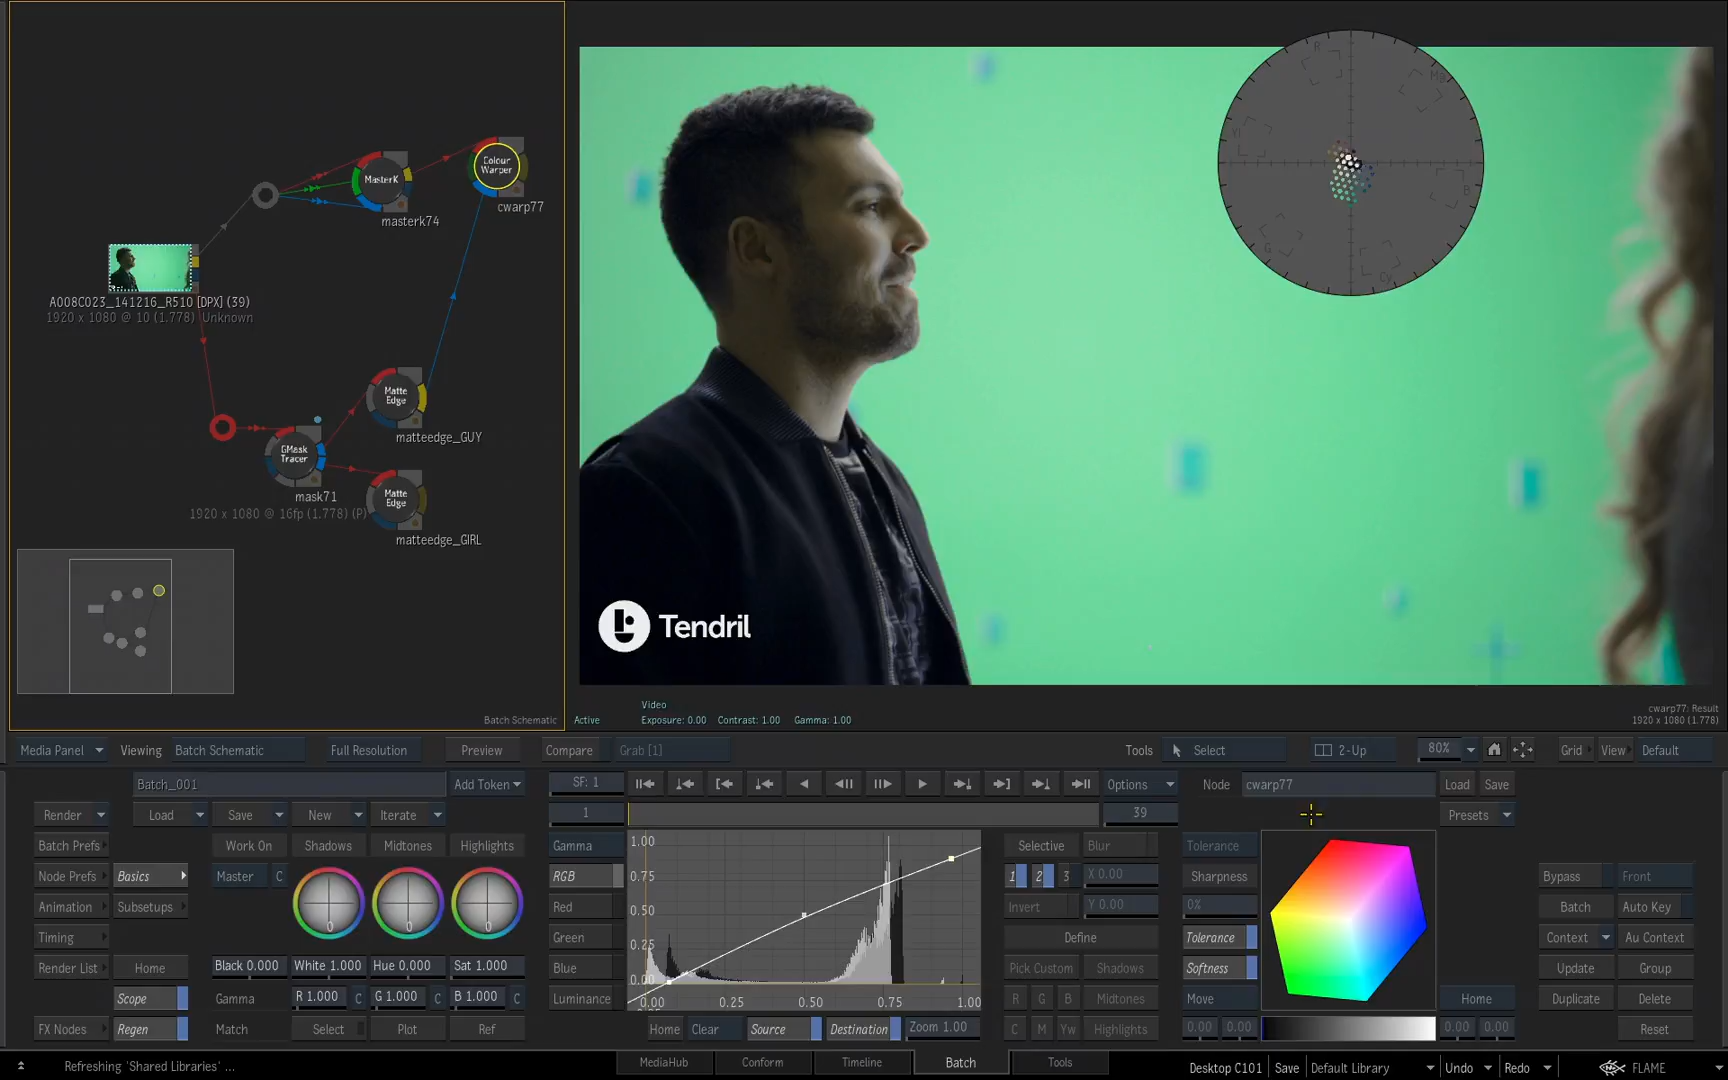 MasterK
masterk74
Colour
Warper
cwarp77
A008C023_141216_R510 [DPX] (39)
1920 x 1080 @ 10 (1.778) Unknown
Matte
Edge
matteedge_GUY
GMask
Tracer
mask71
1920 x 1080 @ 16fp (1.778) (P)
Matte
Edge
matteedge_GIRL
Batch Schematic
R
Mg
Yl
B
G
Cy
Tendril
Video
Active Exposure: 0.00 Contrast: 1.00 Gamma: 1.00
cwarp77: Result
1920 x 1080 (1.778)
Media Panel Viewing Batch Schematic Full Resolution Preview Compare Grab [1] Tools Select 2-Up 80% Grid View Default
Batch_001 Add Token SF: 1 Options Node cwarp77 Load Save
Render Load Save New Iterate 1 39 Presets
Batch Prefs Work On Shadows Midtones Highlights Gamma 1.00 Selective Blur Tolerance
Node Prefs Basics Master C RGB 0.75 1 2 3 X 0.00 Sharpness Bypass Front
Animation Subsetups 0 0 0 Red 0.50 Invert Y 0.00 0% Batch Auto Key
Timing Green 0.25 Define Tolerance Context Au Context
Render List Home Black 0.000 White 1.000 Hue 0.000 Sat 1.000 Blue 0.00 Pick Custom Shadows Softness Update Group
Scope Gamma R 1.000 C G 1.000 C B 1.000 C Luminance 0.00 0.25 0.50 0.75 1.00 R G B Midtones Move Home Duplicate Delete
FX Nodes Regen Match Select Plot Ref Home Clear Source Destination Zoom 1.00 C M Yw Highlights 0.00 0.00 0.00 0.00 Reset
Refreshing 'Shared Libraries' ... MediaHub Conform Timeline Batch Tools Desktop C101 Save Default Library Undo Redo FLAME